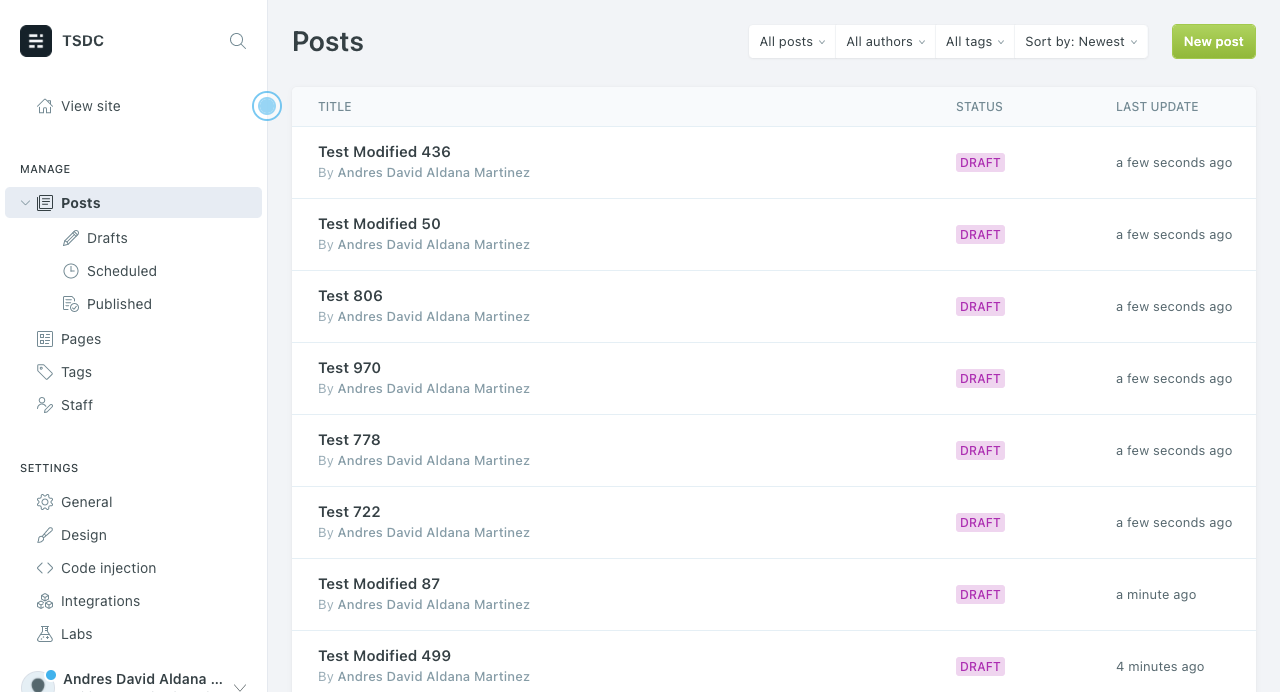 TSDC
View site
MANAGE
Posts
Drafts
Scheduled
Published
Pages
Tags
Staff
SETTINGS
General
Design
Code injection
Integrations
Labs
Andres David Aldana ...
Posts
All posts
All authors
All tags
Sort by: Newest
New post
TITLE STATUS LAST UPDATE
Test Modified 436
By Andres David Aldana Martinez
DRAFT
a few seconds ago
Test Modified 50
By Andres David Aldana Martinez
DRAFT
a few seconds ago
Test 806
By Andres David Aldana Martinez
DRAFT
a few seconds ago
Test 970
By Andres David Aldana Martinez
DRAFT
a few seconds ago
Test 778
By Andres David Aldana Martinez
DRAFT
a few seconds ago
Test 722
By Andres David Aldana Martinez
DRAFT
a few seconds ago
Test Modified 87
By Andres David Aldana Martinez
DRAFT
a minute ago
Test Modified 499
By Andres David Aldana Martinez
DRAFT
4 minutes ago